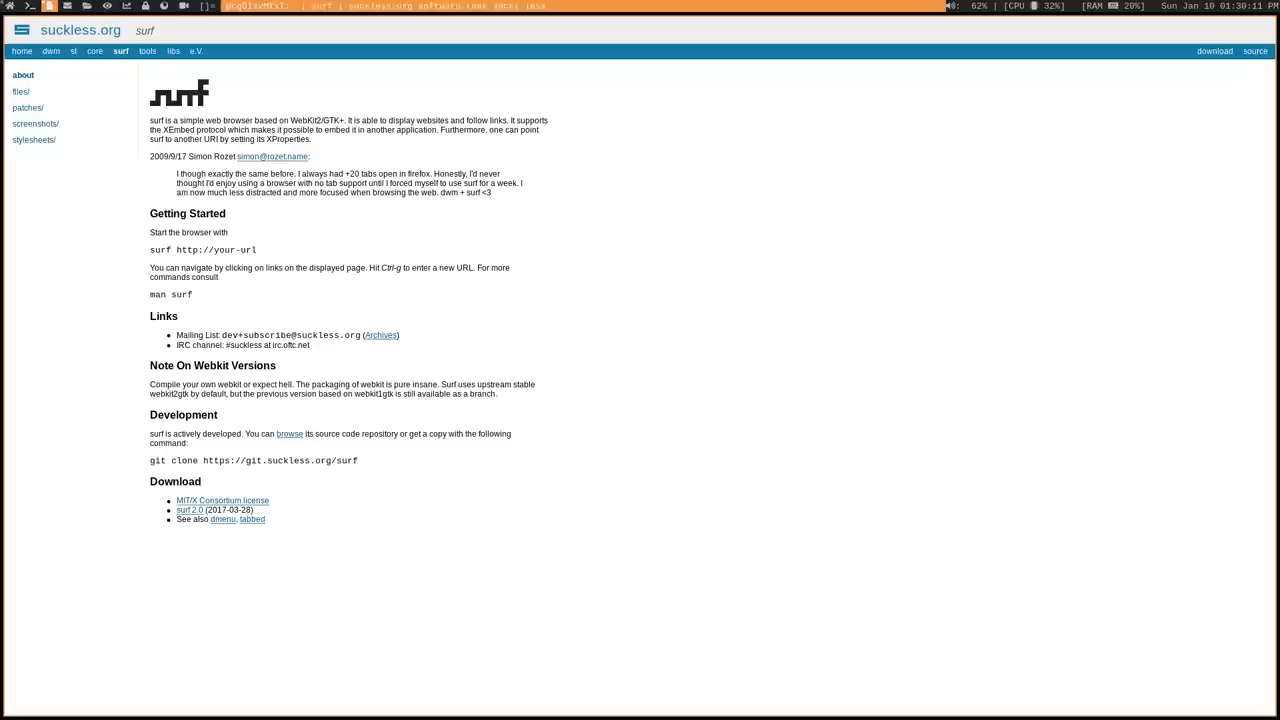 []=
| surf | suckless.org software that sucks less
: 62% | [CPU 32%] [RAM 20%] Sun Jan 10 01:30:11 PM
suckless.org surf
home dwm st core surf tools libs e.V. download source
about
files/
patches/
screenshots/
stylesheets/
surf
surf is a simple web browser based on WebKit2/GTK+. It is able to display websites and follow links. It supports
the XEmbed protocol which makes it possible to embed it in another application. Furthermore, one can point
surf to another URI by setting its XProperties.
2009/9/17 Simon Rozet simon@rozet.name:
I though exactly the same before. I always had +20 tabs open in firefox. Honestly, I'd never
thought I'd enjoy using a browser with no tab support until I forced myself to use surf for a week. I
am now much less distracted and more focused when browsing the web. dwm + surf <3
Getting Started
Start the browser with
surf http://your-url
You can navigate by clicking on links on the displayed page. Hit Ctrl-g to enter a new URL. For more
commands consult
man surf
Links
Mailing List: dev+subscribe@suckless.org (Archives)
IRC channel: #suckless at irc.oftc.net
Note On Webkit Versions
Compile your own webkit or expect hell. The packaging of webkit is pure insane. Surf uses upstream stable
webkit2gtk by default, but the previous version based on webkit1gtk is still available as a branch.
Development
surf is actively developed. You can browse its source code repository or get a copy with the following
command:
git clone https://git.suckless.org/surf
Download
MIT/X Consortium license
surf 2.0 (2017-03-28)
See also dmenu, tabbed